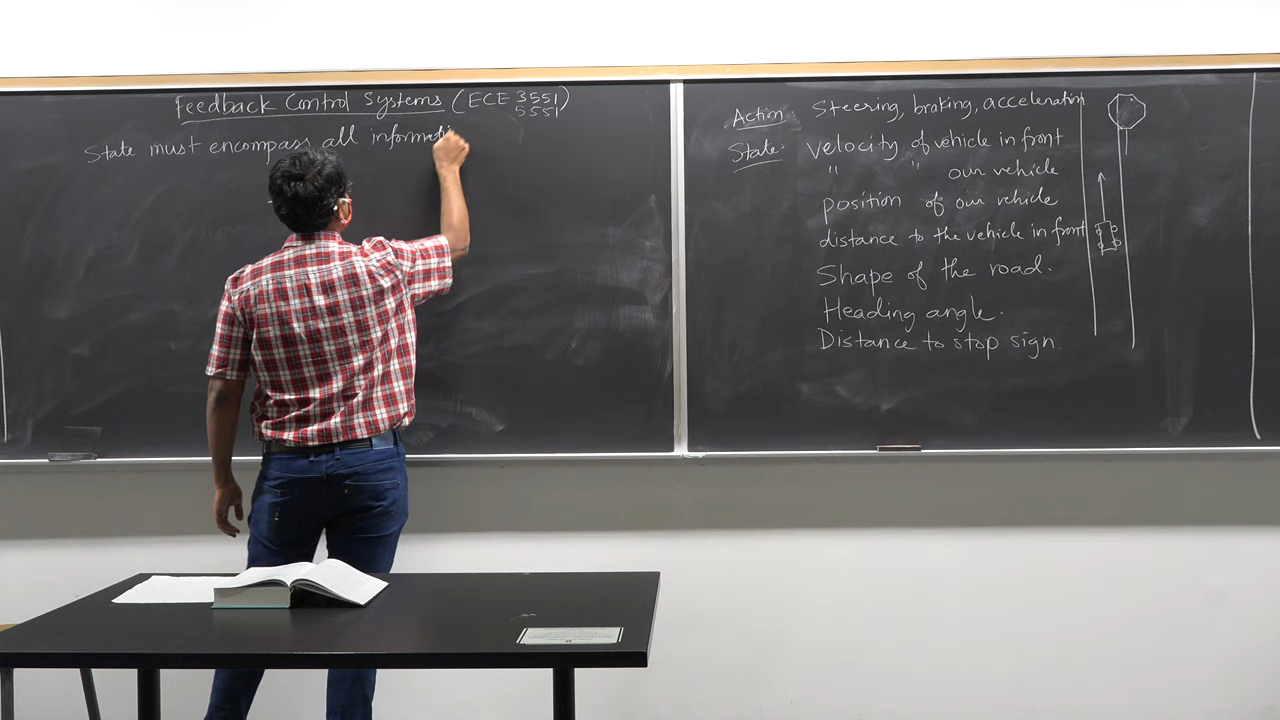 Feedback Control Systems (ECE 3551
5551)
State must encompass all informati
Action: Steering, braking, acceleration
State: Velocity of vehicle in front
" " our vehicle
position of our vehicle
distance to the vehicle in front
Shape of the road.
Heading angle.
Distance to stop sign.